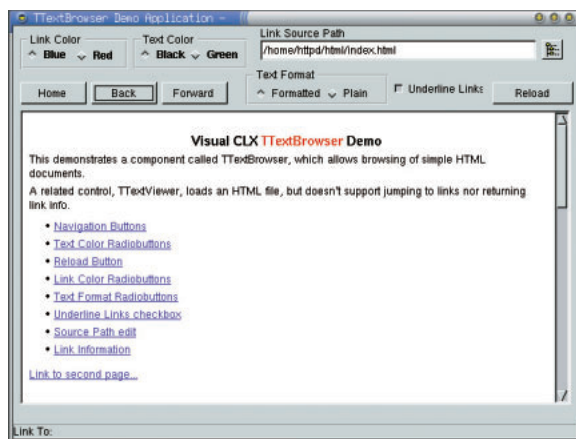 TTextBrowser Demo Application -
Link Color
Blue Red
Text Color
Black Green
Link Source Path
/home/httpd/html/index.html
Home Back Forward
Text Format
Formatted Plain
Underline Links
Reload
Visual CLX TTextBrowser Demo
This demonstrates a component called TTextBrowser, which allows browsing of simple HTML
documents.
A related control, TTextViewer, loads an HTML file, but doesn't support jumping to links nor returning
link info.
• Navigation Buttons
• Text Color Radiobuttons
• Reload Button
• Link Color Radiobuttons
• Text Format Radiobuttons
• Underline Links checkbox
• Source Path edit
• Link Information
Link to second page...
Link To: